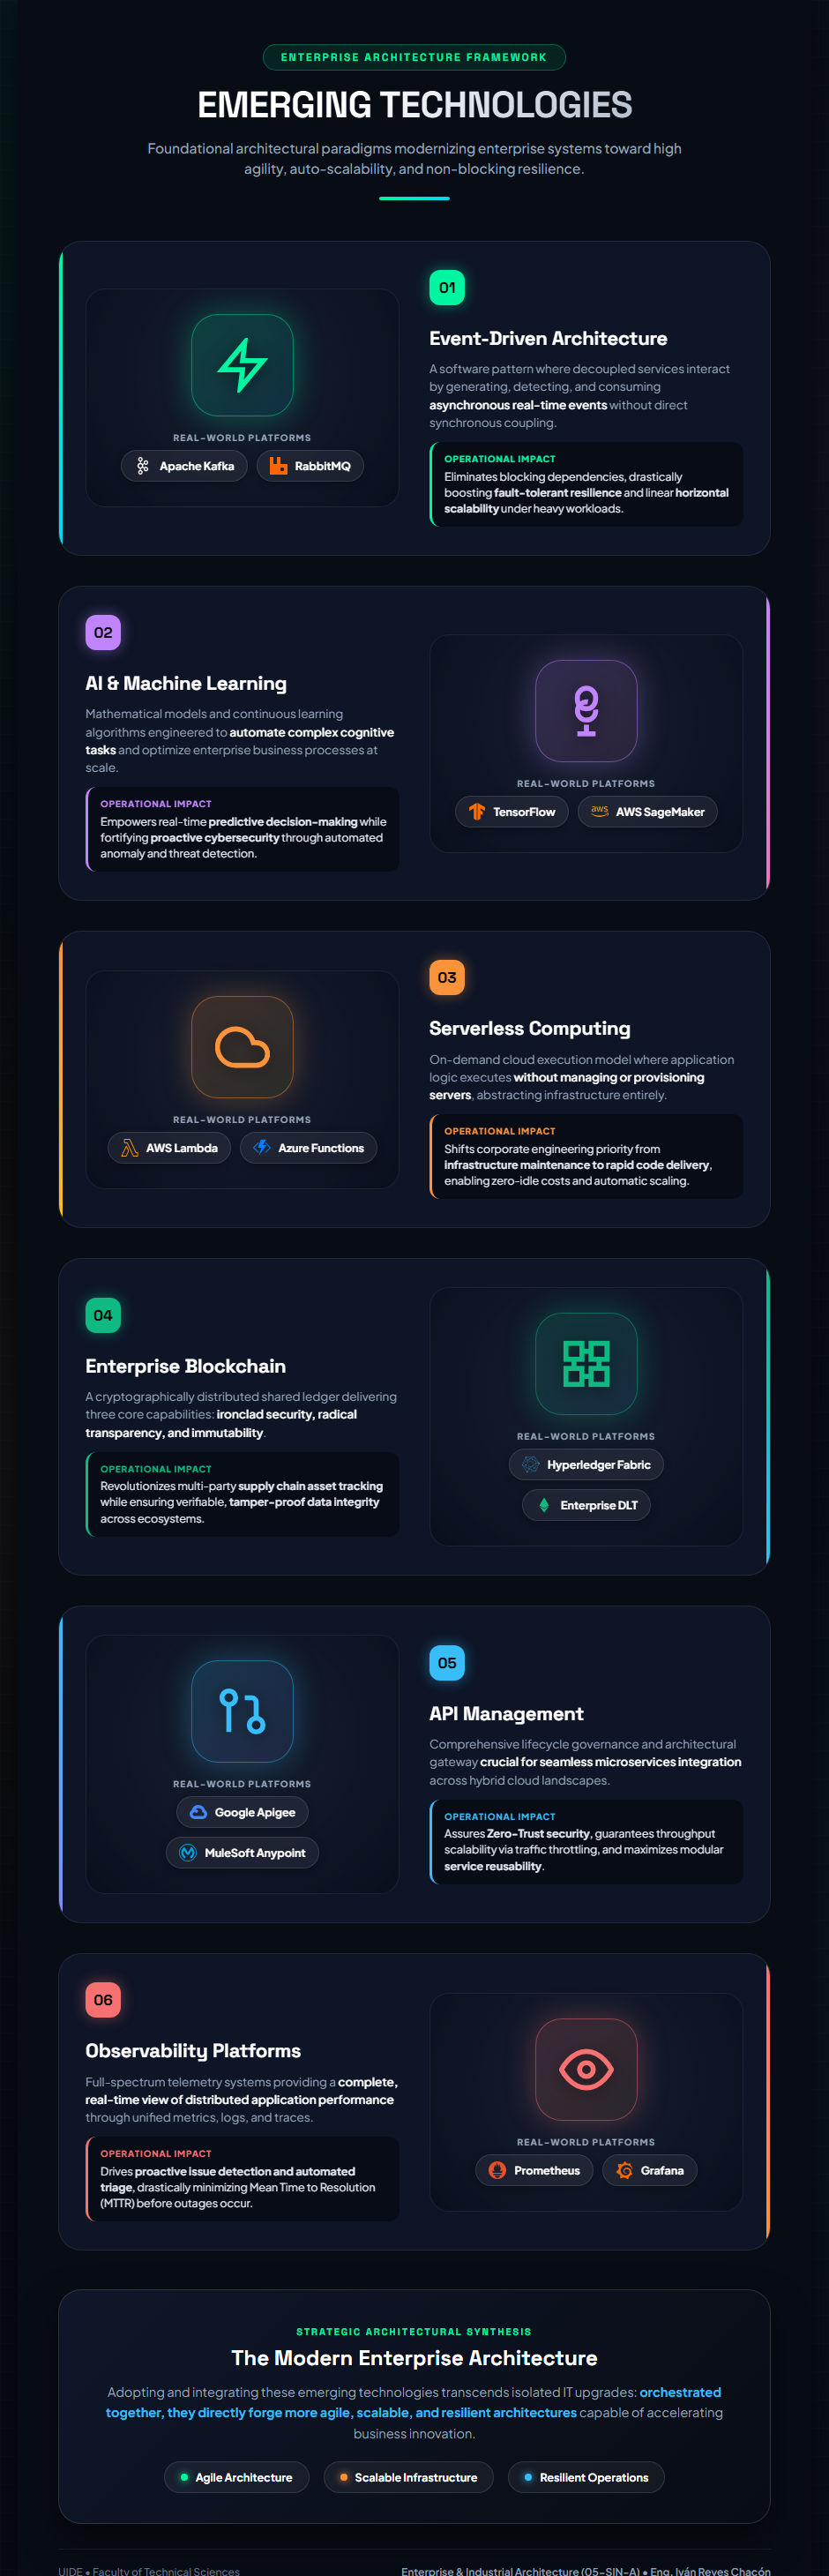 ENTERPRISE ARCHITECTURE FRAMEWORK
EMERGING TECHNOLOGIES
Foundational architectural paradigms modernizing enterprise systems toward high
agility, auto-scalability, and non-blocking resilience.
REAL-WORLD PLATFORMS
Apache Kafka
RabbitMQ
01
Event-Driven Architecture
A software pattern where decoupled services interact
by generating, detecting, and consuming
asynchronous real-time events without direct
synchronous coupling.
OPERATIONAL IMPACT
Eliminates blocking dependencies, drastically
boosting fault-tolerant resilience and linear horizontal
scalability under heavy workloads.
02
AI & Machine Learning
Mathematical models and continuous learning
algorithms engineered to automate complex cognitive
tasks and optimize enterprise business processes at
scale.
OPERATIONAL IMPACT
Empowers real-time predictive decision-making while
fortifying proactive cybersecurity through automated
anomaly and threat detection.
REAL-WORLD PLATFORMS
TensorFlow
aws AWS SageMaker
REAL-WORLD PLATFORMS
AWS Lambda
Azure Functions
03
Serverless Computing
On-demand cloud execution model where application
logic executes without managing or provisioning
servers, abstracting infrastructure entirely.
OPERATIONAL IMPACT
Shifts corporate engineering priority from
infrastructure maintenance to rapid code delivery,
enabling zero-idle costs and automatic scaling.
04
Enterprise Blockchain
A cryptographically distributed shared ledger delivering
three core capabilities: ironclad security, radical
transparency, and immutability.
OPERATIONAL IMPACT
Revolutionizes multi-party supply chain asset tracking
while ensuring verifiable, tamper-proof data integrity
across ecosystems.
REAL-WORLD PLATFORMS
Hyperledger Fabric
Enterprise DLT
REAL-WORLD PLATFORMS
Google Apigee
MuleSoft Anypoint
05
API Management
Comprehensive lifecycle governance and architectural
gateway crucial for seamless microservices integration
across hybrid cloud landscapes.
OPERATIONAL IMPACT
Assures Zero-Trust security, guarantees throughput
scalability via traffic throttling, and maximizes modular
service reusability.
06
Observability Platforms
Full-spectrum telemetry systems providing a complete,
real-time view of distributed application performance
through unified metrics, logs, and traces.
OPERATIONAL IMPACT
Drives proactive issue detection and automated
triage, drastically minimizing Mean Time to Resolution
(MTTR) before outages occur.
REAL-WORLD PLATFORMS
Prometheus
Grafana
STRATEGIC ARCHITECTURAL SYNTHESIS
The Modern Enterprise Architecture
Adopting and integrating these emerging technologies transcends isolated IT upgrades: orchestrated
together, they directly forge more agile, scalable, and resilient architectures capable of accelerating
business innovation.
Agile Architecture
Scalable Infrastructure
Resilient Operations
UIDE • Faculty of Technical Sciences
Enterprise & Industrial Architecture (05-SIN-A) • Eng. Iván Reyes Chacón